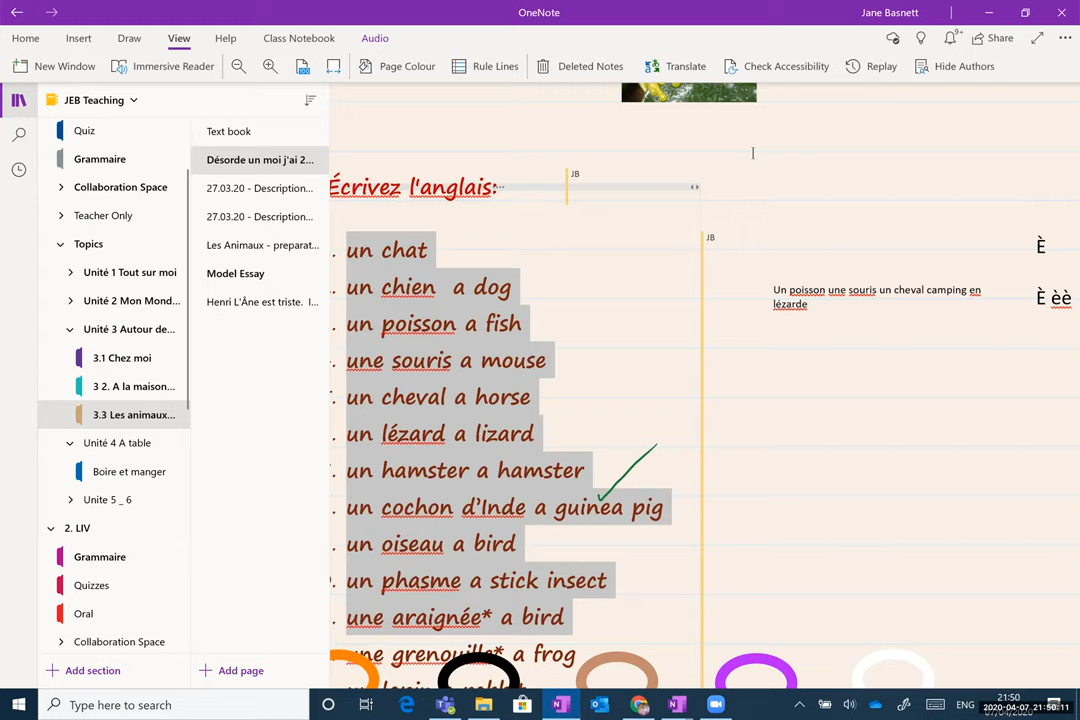 OneNote
Jane Basnett
Home Insert Draw View Help Class Notebook Audio
9+ Share
New Window Immersive Reader 100 Page Colour Rule Lines Deleted Notes Translate Check Accessibility Replay Hide Authors
JEB Teaching
Quiz
Grammaire
Collaboration Space
Teacher Only
Topics
Unité 1 Tout sur moi
Unité 2 Mon Mond...
Unité 3 Autour de...
3.1 Chez moi
3 2. A la maison...
3.3 Les animaux...
Unité 4 A table
Boire et manger
Unite 5 _ 6
2. LIV
Grammaire
Quizzes
Oral
Collaboration Space
Add section
Text book
Désorde un moi j'ai 2...
27.03.20 - Description...
27.03.20 - Description...
Les Animaux - preparat...
Model Essay
Henri L'Âne est triste. I...
Add page
Écrivez l'anglais:
JB
un chat
un chien a dog
un poisson a fish
une souris a mouse
un cheval a horse
un lézard a lizard
un hamster a hamster
un cochon d'Inde a guinea pig
un oiseau a bird
un phasme a stick insect
une araignée* a bird
une grenouille* a frog
JB
Un poisson une souris un cheval camping en
lézarde
È
È èè
Type here to search
ENG
21:50
2020-04-07 21:50:11